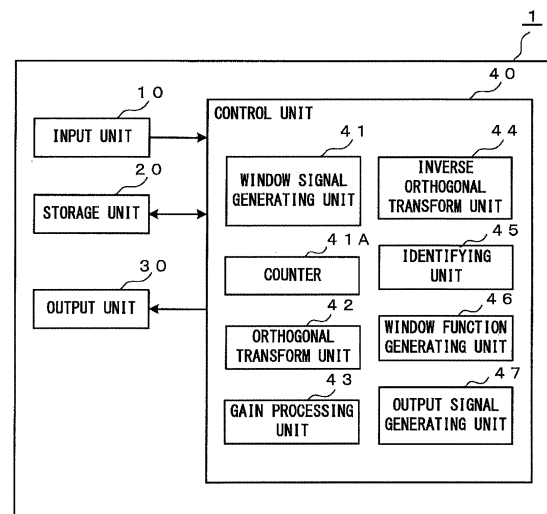 1
40
10
INPUT UNIT
20
STORAGE UNIT
30
OUTPUT UNIT
CONTROL UNIT
41
WINDOW SIGNAL
GENERATING UNIT
41A
COUNTER
42
ORTHOGONAL
TRANSFORM UNIT
43
GAIN PROCESSING
UNIT
44
INVERSE
ORTHOGONAL
TRANSFORM UNIT
45
IDENTIFYING
UNIT
46
WINDOW FUNCTION
GENERATING UNIT
47
OUTPUT SIGNAL
GENERATING UNIT